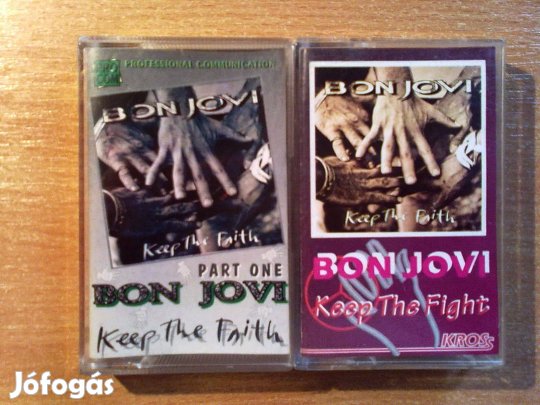 PROFESSIONAL COMMUNICATION
BON JOVI
Keep The Faith
PART ONE
BON JOVI
Keep The Faith
BON JOVI
Keep The Faith
BON JOVI
Keep The Fight
KROSS
Jófogás